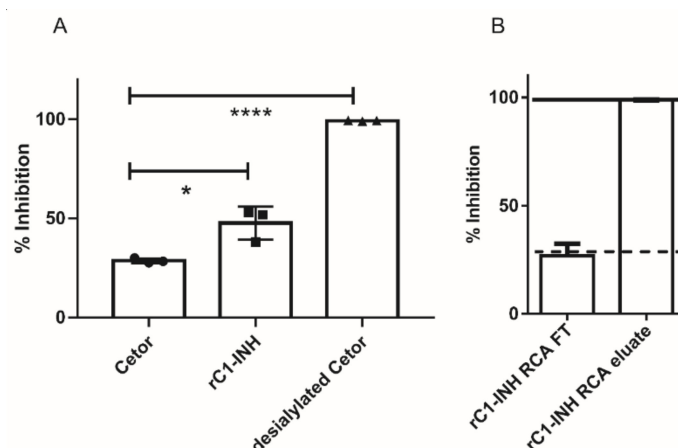 A
B
% Inhibition
100
50
0
****
*
Cetor
rC1-INH
desialylated Cetor
% Inhibition
100
50
0
rC1-INH RCA FT
rC1-INH RCA eluate